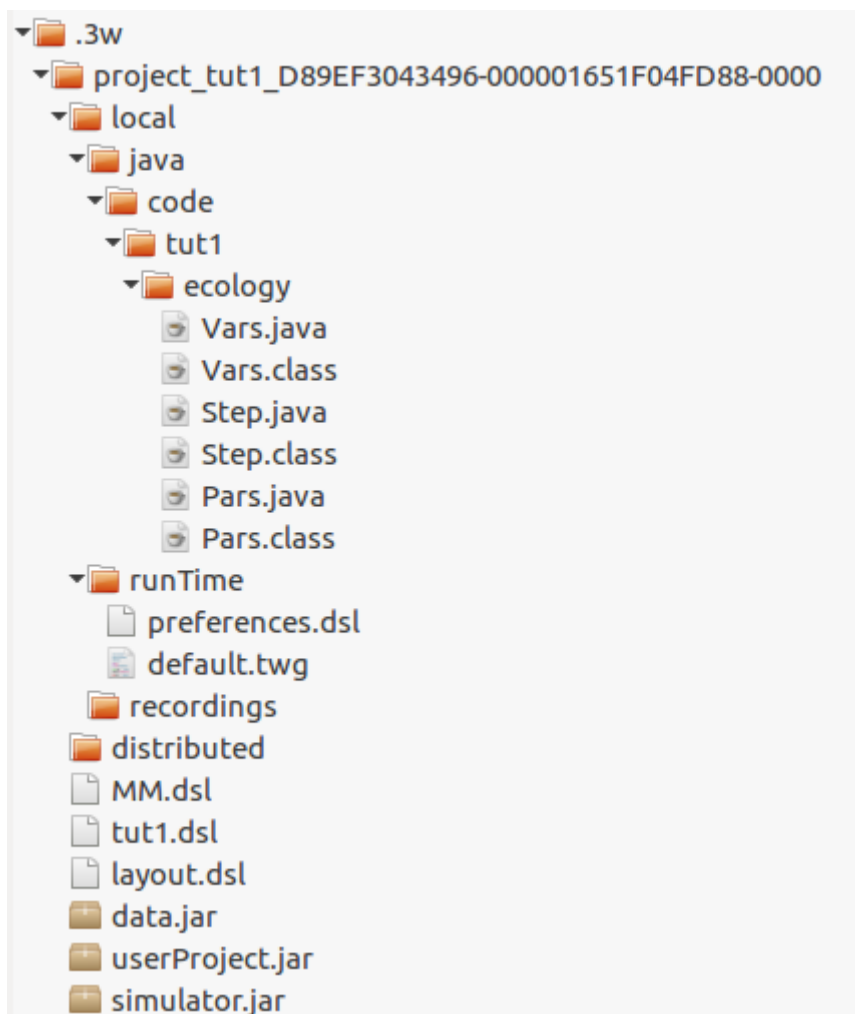 .3w
project_tut1_D89EF3043496-000001651F04FD88-0000
local
java
code
tut1
ecology
Vars.java
Vars.class
Step.java
Step.class
Pars.java
Pars.class
runTime
preferences.dsl
default.twg
recordings
distributed
MM.dsl
tut1.dsl
layout.dsl
data.jar
userProject.jar
simulator.jar